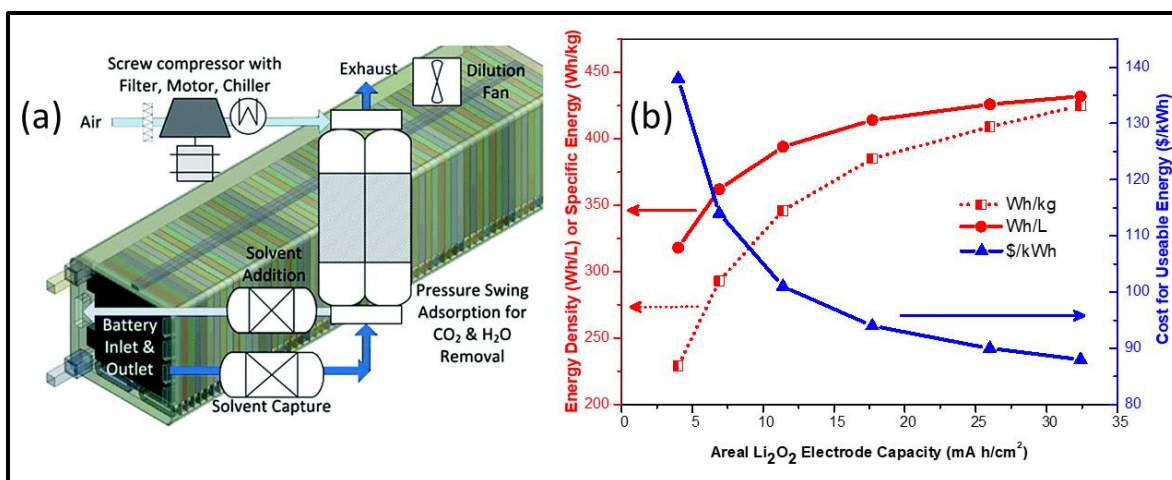 (a)
Screw compressor with
Filter, Motor, Chiller
Air
Exhaust
Dilution
Fan
Solvent
Addition
Pressure Swing
Adsorption for
CO₂ & H₂O
Removal
Battery
Inlet &
Outlet
Solvent Capture
(b)
Energy Density (Wh/L) or Specific Energy (Wh/kg)
450
400
350
300
250
200
Wh/kg
Wh/L
$/kWh
140
130
120
110
100
90
80
Cost for Useable Energy ($/kWh)
0 5 10 15 20 25 30 35
Areal Li₂O₂ Electrode Capacity (mA h/cm²)